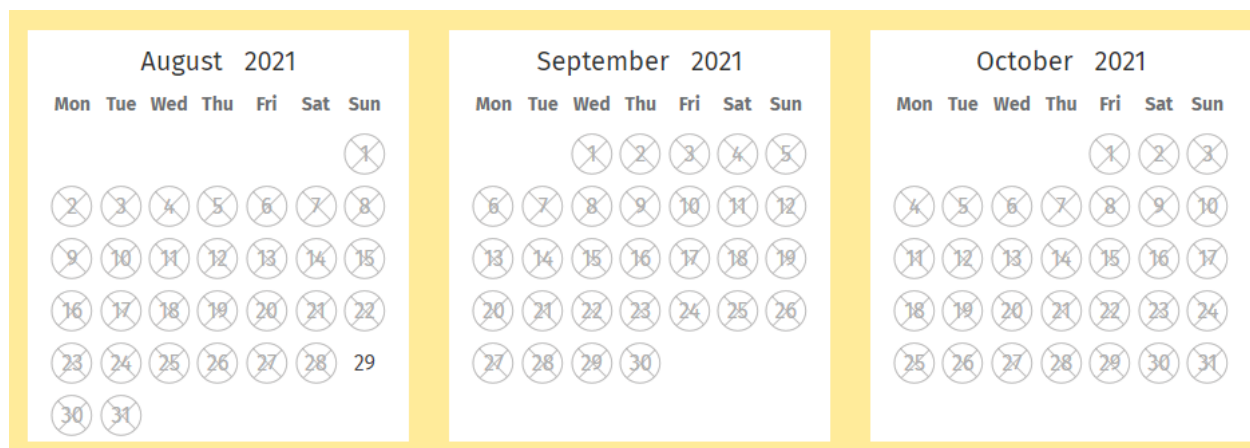 August 2021
Mon Tue Wed Thu Fri Sat Sun
1
2 3 4 5 6 7 8
9 10 11 12 13 14 15
16 17 18 19 20 21 22
23 24 25 26 27 28 29
30 31
September 2021
Mon Tue Wed Thu Fri Sat Sun
1 2 3 4 5
6 7 8 9 10 11 12
13 14 15 16 17 18 19
20 21 22 23 24 25 26
27 28 29 30
October 2021
Mon Tue Wed Thu Fri Sat Sun
1 2 3
4 5 6 7 8 9 10
11 12 13 14 15 16 17
18 19 20 21 22 23 24
25 26 27 28 29 30 31